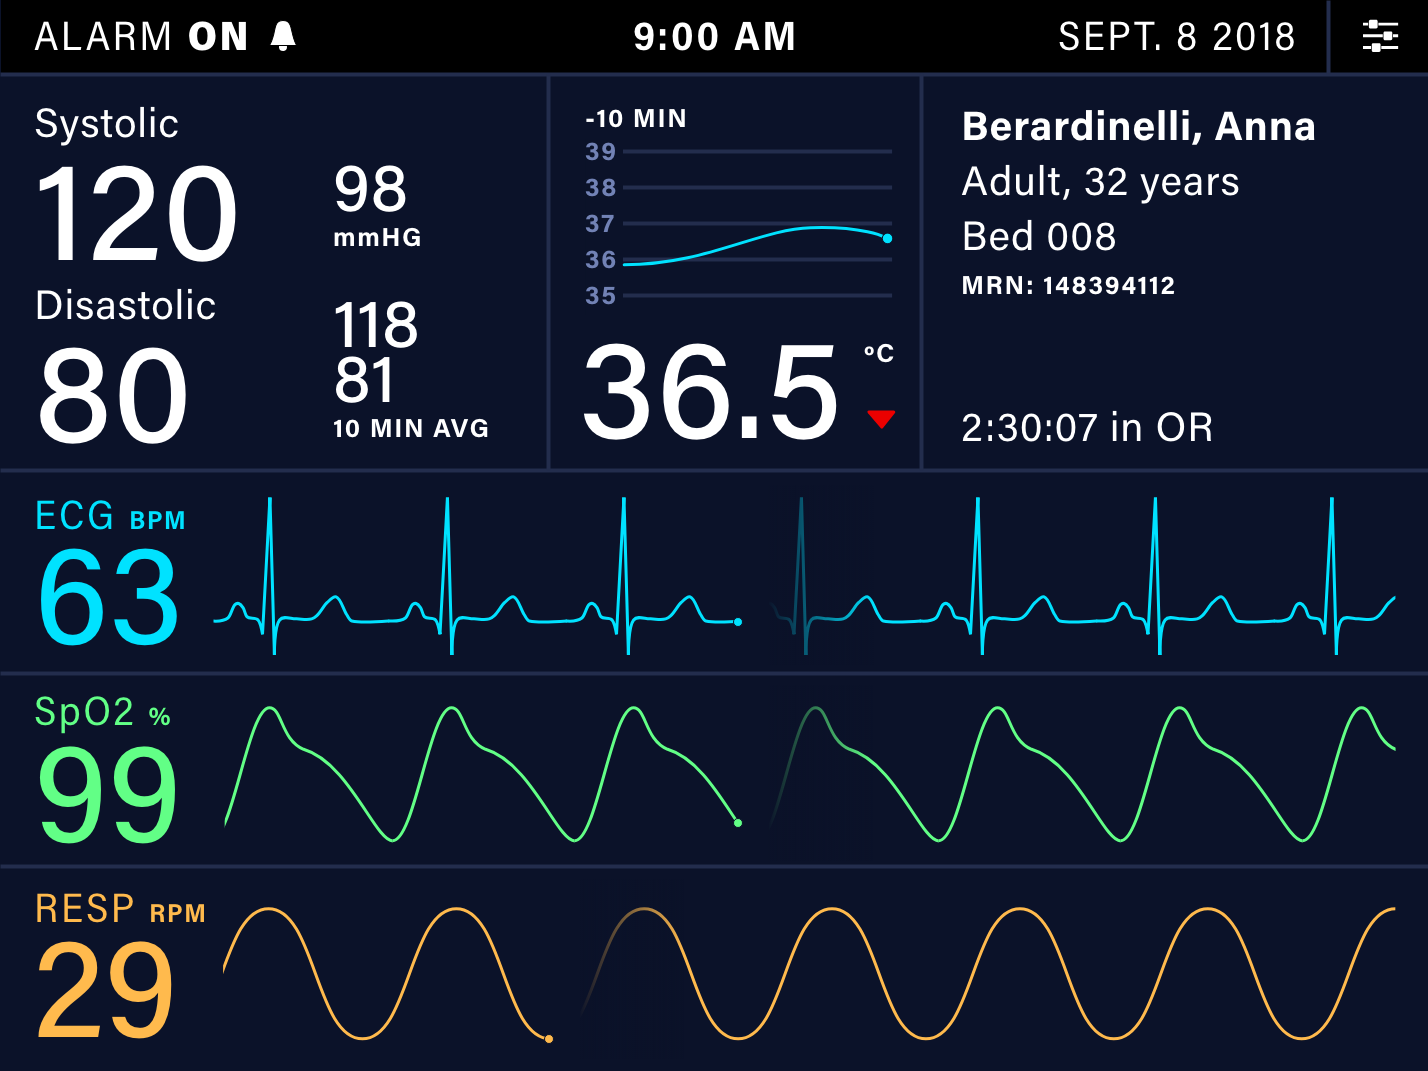 ALARM ON
9:00 AM
SEPT. 8 2018
Systolic
120
98
mmHG
Disastolic
80
118
81
10 MIN AVG
-10 MIN
39
38
37
36
35
36.5
ºC
Berardinelli, Anna
Adult, 32 years
Bed 008
MRN: 148394112
2:30:07 in OR
ECG BPM
63
SpO2 %
99
RESP RPM
29